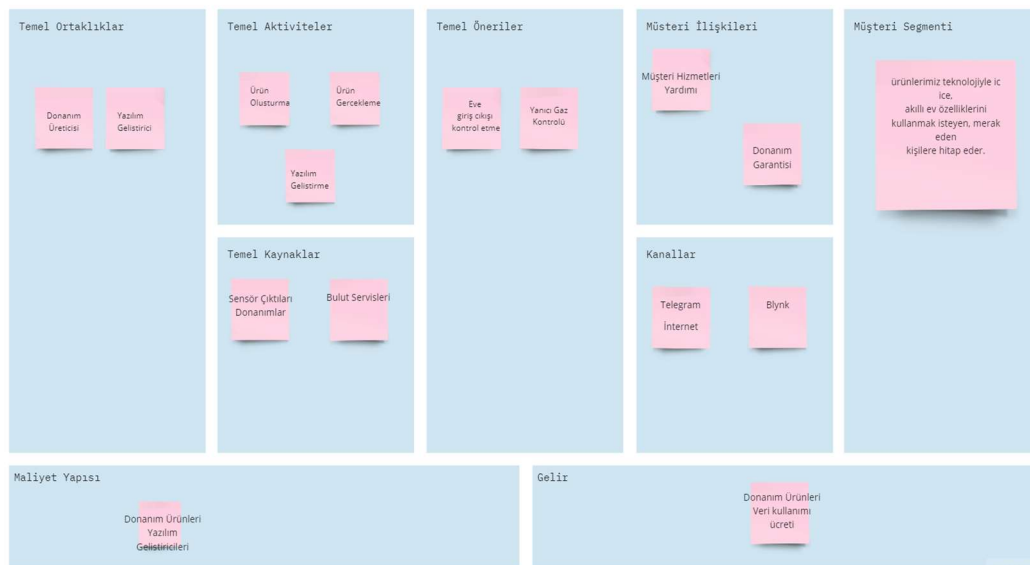 Temel Ortaklıklar
Donanım
Üreticisi
Yazılım
Gelistirici
Temel Aktiviteler
Ürün
Olusturma
Ürün
Gercekleme
Yazılım
Gelistirme
Temel Kaynaklar
Sensör Çıktıları
Donanımlar
Bulut Servisleri
Temel Öneriler
Eve
giriş cıkışı
kontrol etme
Yanıcı Gaz
Kontrolü
Müsteri İlişkileri
Müşteri Hizmetleri
Yardımı
Donanım
Garantisi
Kanallar
Telegram
İnternet
Blynk
Müşteri Segmenti
ürünlerimiz teknolojiyle ic
ice,
akıllı ev özelliklerini
kullanmak isteyen, merak
eden
kişilere hitap eder.
Maliyet Yapısı
Donanım Ürünleri
Yazılım
Gelistiricileri
Gelir
Donanım Ürünleri
Veri kullanımı
ücreti